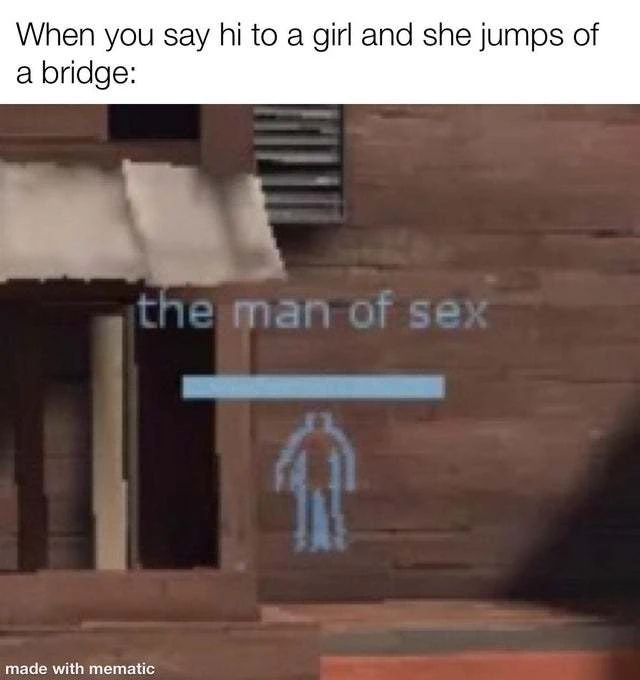 When you say hi to a girl and she jumps of
a bridge:
the man of sex
made with mematic